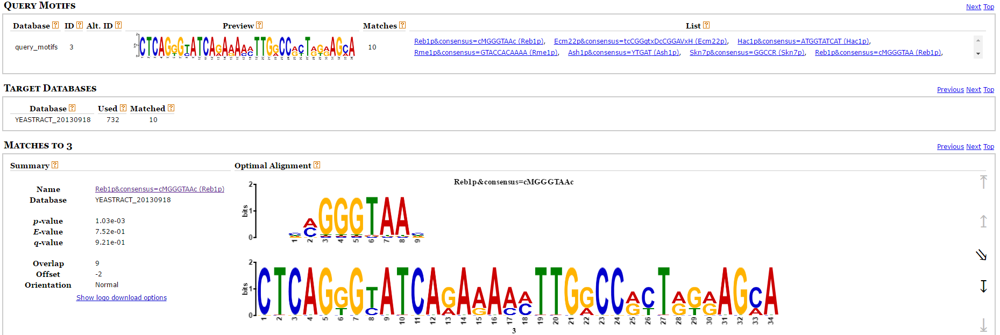 QUERY MOTIFS
Next Top
Database ? ID ? Alt. ID ? Preview ? Matches ? List ?
query_motifs 3 10
Reb1p&consensus=cMGGGTAAc (Reb1p), Ecm22p&consensus=tcCGGqtxDcCGGAVxH (Ecm22p), Hac1p&consensus=ATGGTATCAT (Hac1p),
Rme1p&consensus=GTACCACAAAA (Rme1p), Ash1p&consensus=YTGAT (Ash1p), Skn7p&consensus=GGCCR (Skn7p), Reb1p&consensus=cMGGGTAA (Reb1p),
TARGET DATABASES
Previous Next Top
Database ? Used ? Matched ?
YEASTRACT_20130918 732 10
MATCHES TO 3
Previous Next Top
Summary ?
Name Reb1p&consensus=cMGGGTAAc (Reb1p)
Database YEASTRACT_20130918
p-value 1.03e-03
E-value 7.52e-01
q-value 9.21e-01
Overlap 9
Offset -2
Orientation Normal
Show logo download options
Optimal Alignment ?
Reb1p&consensus=cMGGGTAAc
2
bits
1
0
GGGTAA
1 2 3 4 5 6 7 8 9
2
bits
1
0
CTCAGGGTATCAGAAAAATTGGCCACTAGAAGCA
1 2 3 4 5 6 7 8 9 10 11 12 13 14 15 16 17 18 19 20 21 22 23 24 25 26 27 28 29 30 31 32 33 34
3